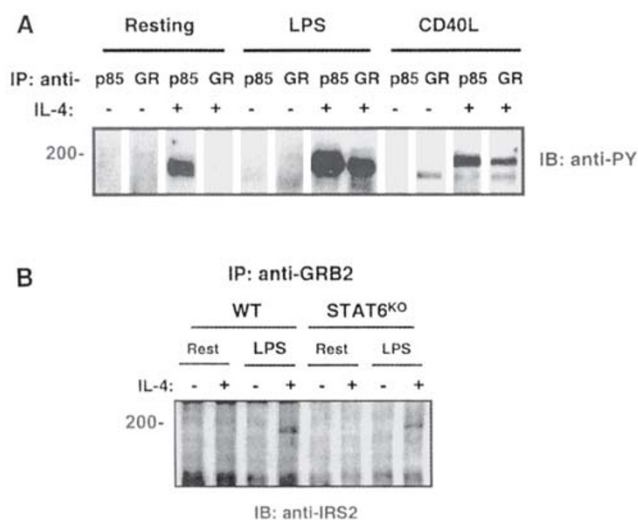 A
Resting LPS CD40L
IP: anti- p85 GR p85 GR p85 GR p85 GR p85 GR p85 GR
IL-4: - - + + - - + + - - + +
200-
IB: anti-PY
B
IP: anti-GRB2
WT STAT6KO
Rest LPS Rest LPS
IL-4: - + - + - + - +
200-
IB: anti-IRS2